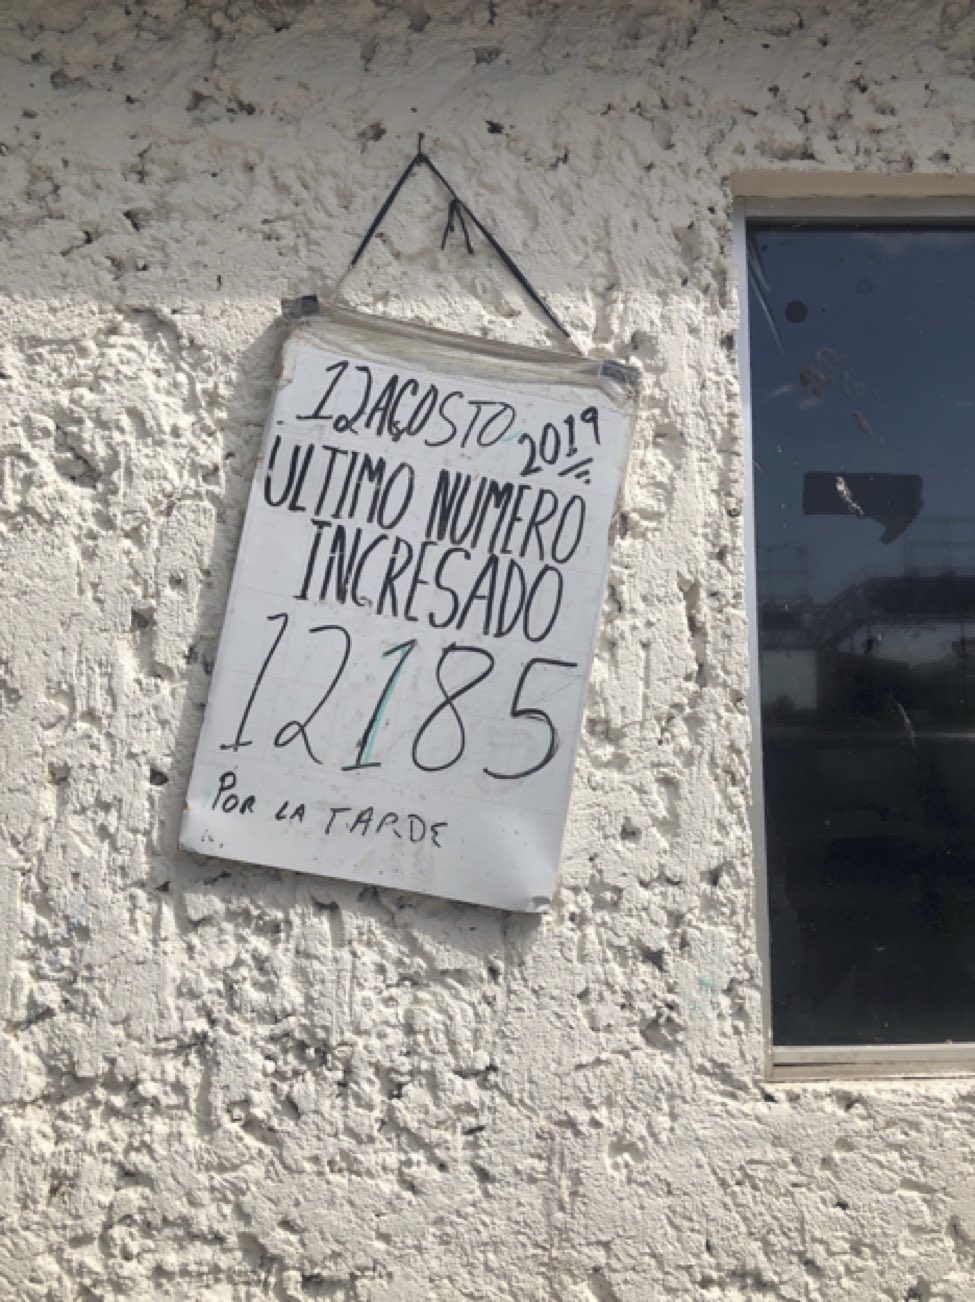 12 AGOSTO 2019
ULTIMO NUMERO
INGRESADO
12185
POR LA TARDE